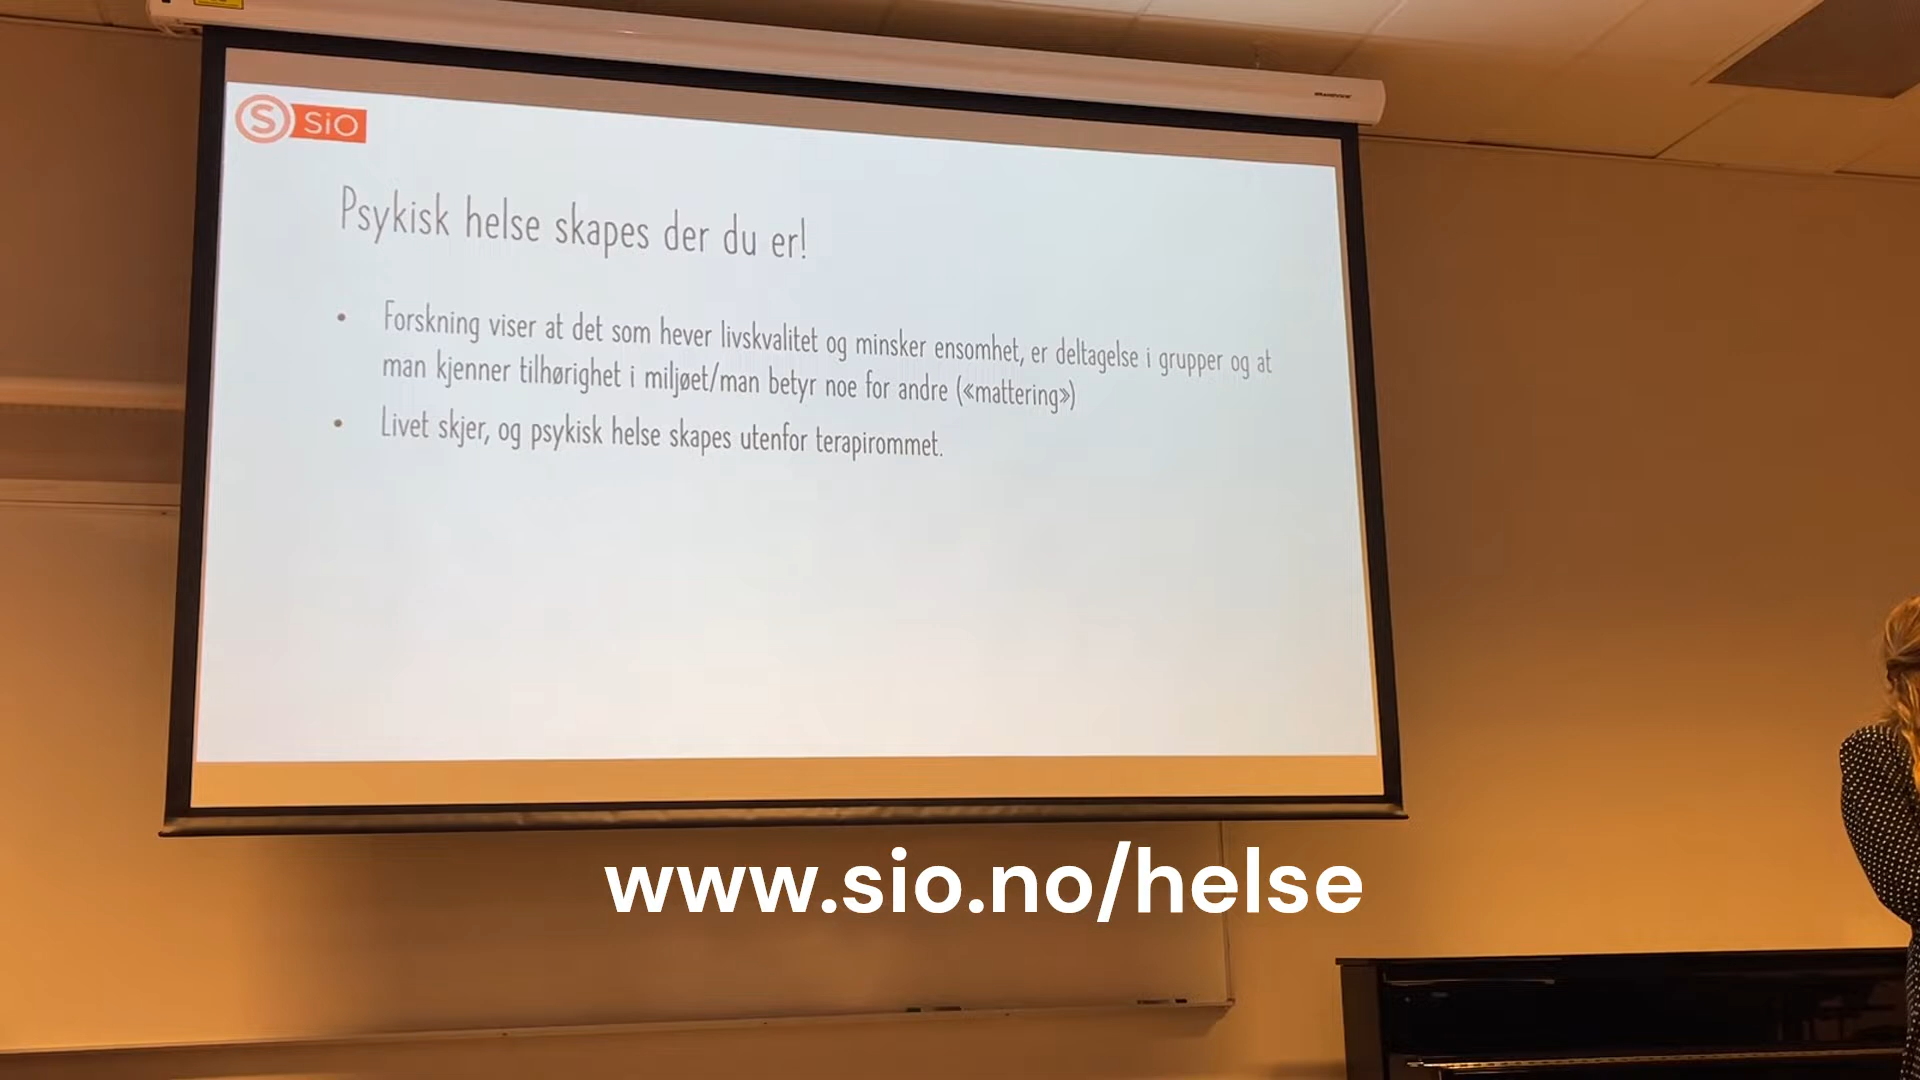 S SiO
Psykisk helse skapes der du er!
• Forskning viser at det som hever livskvalitet og minsker ensomhet, er deltagelse i grupper og at
man kjenner tilhørighet i miljøet/man betyr noe for andre («mattering»)
• Livet skjer, og psykisk helse skapes utenfor terapirommet.
www.sio.no/helse